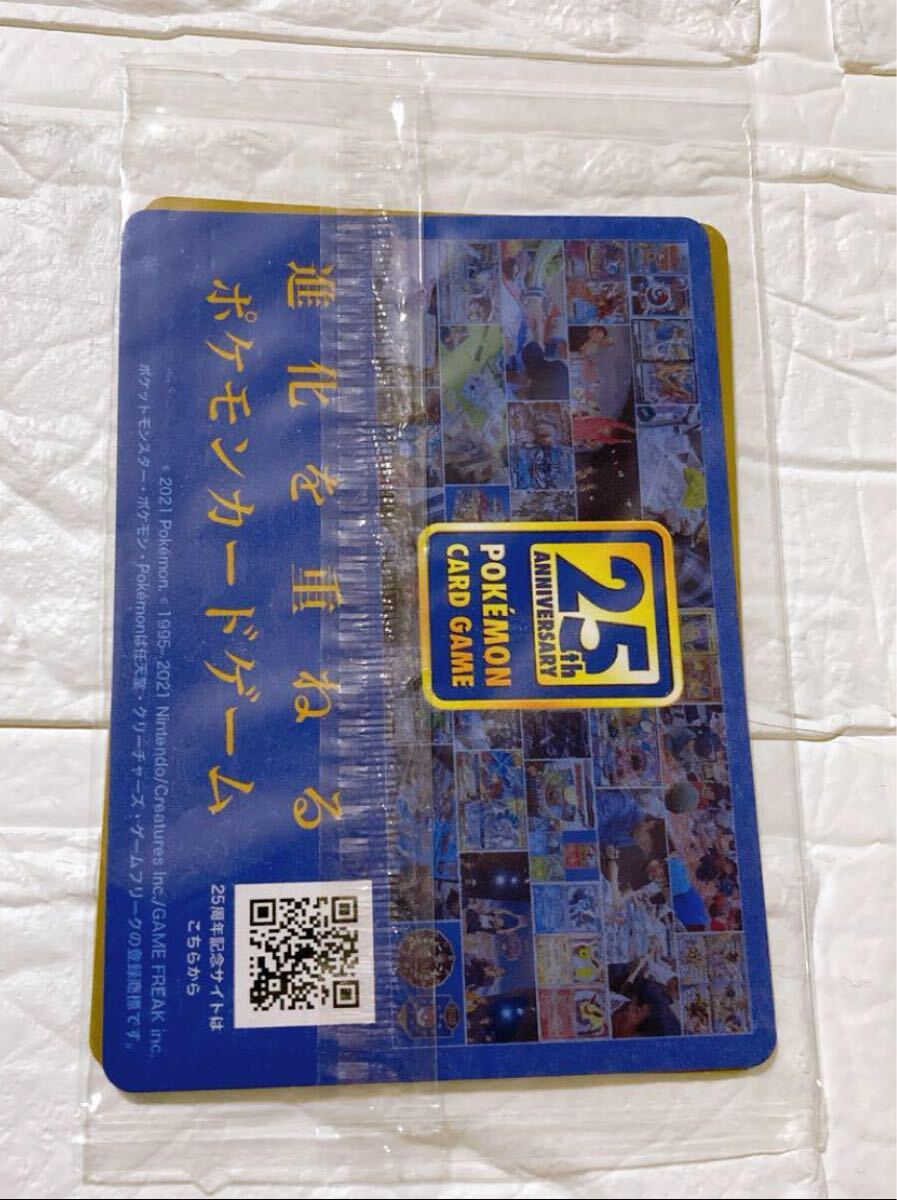 25th
ANNIVERSARY
POKÉMON
CARD GAME
進化を重ねる
ポケモンカードゲーム
25周年記念サイトは
こちらから
© 2021 Pokémon. © 1995- 2021 Nintendo/Creatures Inc./GAME FREAK inc.
ポケットモンスター・ポケモン・Pokémonは任天堂・クリーチャーズ・ゲームフリークの登録商標です。